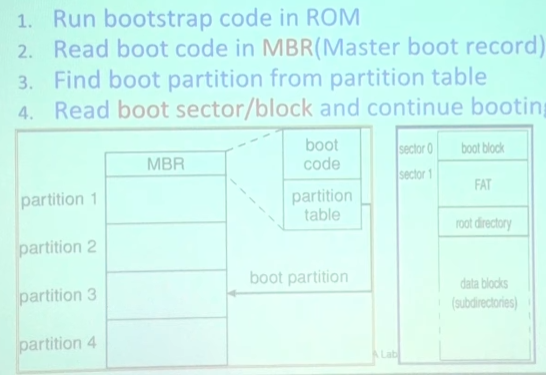 1. Run bootstrap code in ROM
2. Read boot code in MBR(Master boot record)
3. Find boot partition from partition table
4. Read boot sector/block and continue bootin
MBR
boot
code
partition
table
partition 1
partition 2
partition 3
partition 4
boot partition
sector 0
boot block
sector 1
FAT
root directory
data blocks
(subdirectories)
A Lab